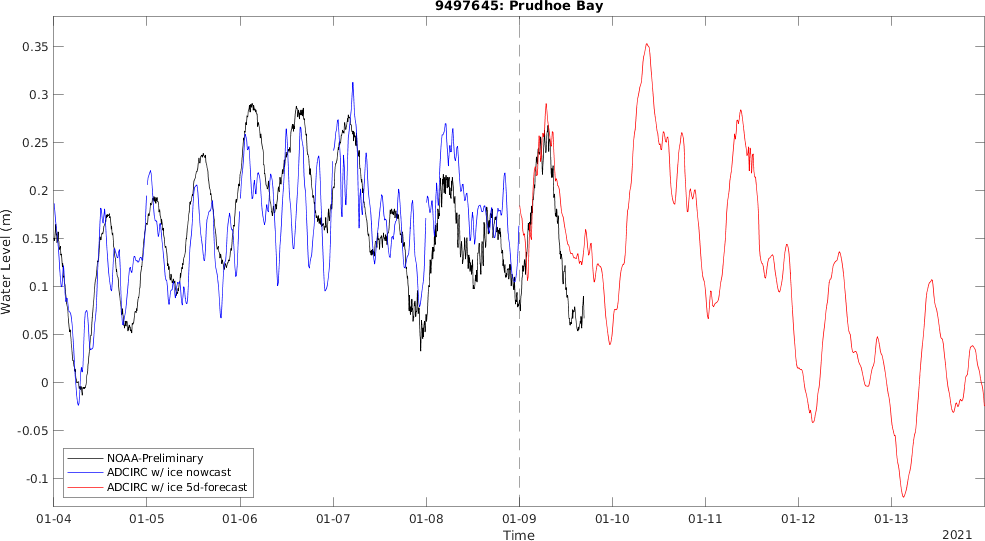 9497645: Prudhoe Bay
Water Level (m)
0.35
0.3
0.25
0.2
0.15
0.1
0.05
0
-0.05
-0.1
NOAA-Preliminary
ADCIRC w/ ice nowcast
ADCIRC w/ ice 5d-forecast
01-04 01-05 01-06 01-07 01-08 01-09 01-10 01-11 01-12 01-13
Time
2021